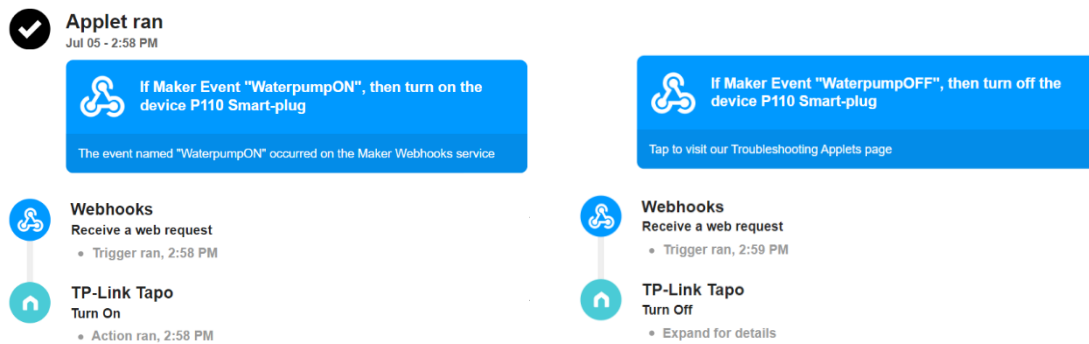 Applet ran
Jul 05 - 2:58 PM
If Maker Event "WaterpumpON", then turn on the
device P110 Smart-plug
The event named "WaterpumpON" occurred on the Maker Webhooks service
Webhooks
Receive a web request
Trigger ran, 2:58 PM
TP-Link Tapo
Turn On
Action ran, 2:58 PM
If Maker Event "WaterpumpOFF", then turn off the
device P110 Smart-plug
Tap to visit our Troubleshooting Applets page
Webhooks
Receive a web request
Trigger ran, 2:59 PM
TP-Link Tapo
Turn Off
Expand for details